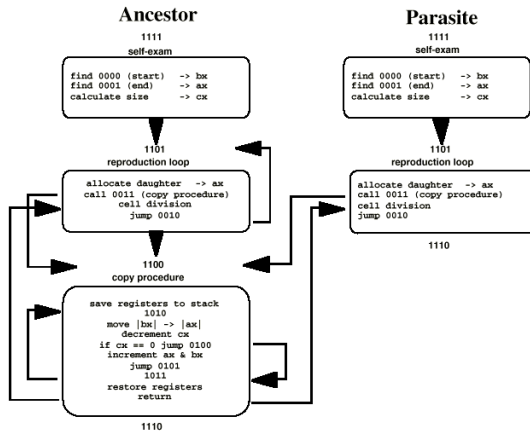 Ancestor
1111
self-exam
find 0000 (start) -> bx
find 0001 (end) -> ax
calculate size -> cx
1101
reproduction loop
allocate daughter -> ax
call 0011 (copy procedure)
cell division
jump 0010
1100
copy procedure
save registers to stack
1010
move |bx| -> |ax|
decrement cx
if cx == 0 jump 0100
increment ax & bx
jump 0101
1011
restore registers
return
1110
Parasite
1111
self-exam
find 0000 (start) -> bx
find 0001 (end) -> ax
calculate size -> cx
1101
reproduction loop
allocate daughter -> ax
call 0011 (copy procedure)
cell division
jump 0010
1110